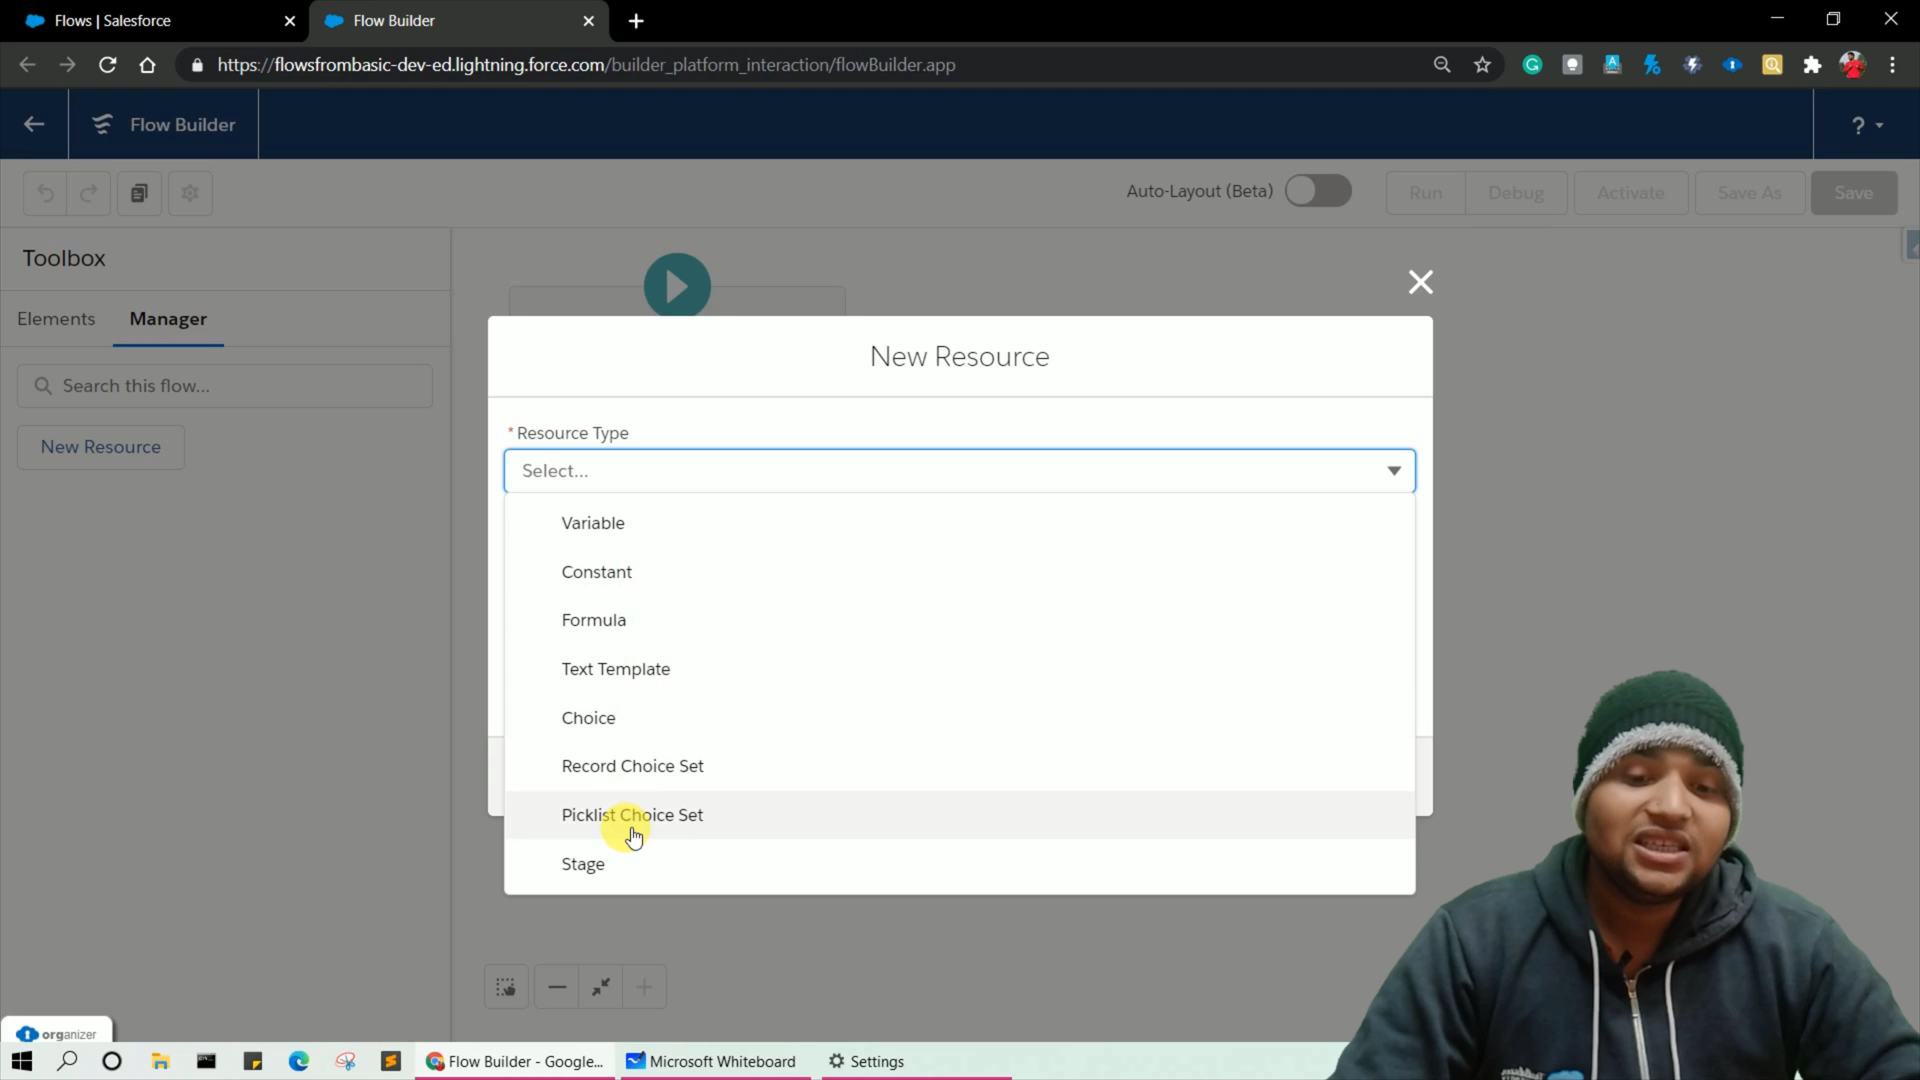 Flows | Salesforce
Flow Builder
https://flowsfrombasic-dev-ed.lightning.force.com/builder_platform_interaction/flowBuilder.app
Flow Builder
?
Auto-Layout (Beta)
Run
Debug
Activate
Save As
Save
Toolbox
Elements
Manager
Search this flow...
New Resource
New Resource
* Resource Type
Select...
Variable
Constant
Formula
Text Template
Choice
Record Choice Set
Picklist Choice Set
Stage
organizer
Flow Builder - Google...
Microsoft Whiteboard
Settings